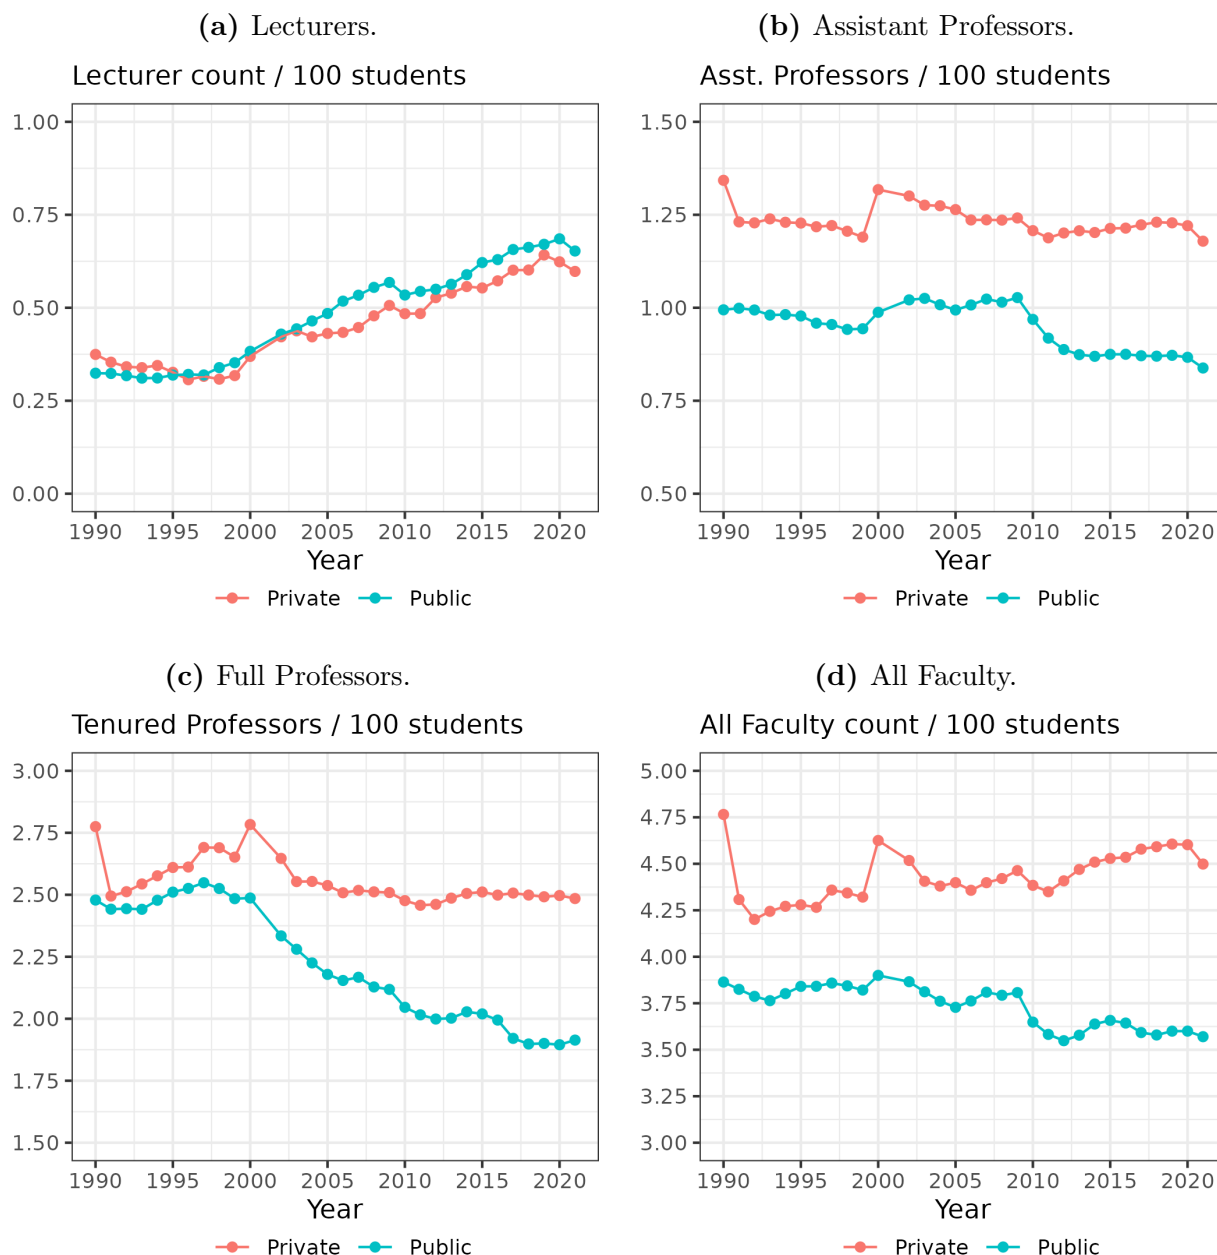 (a) Lecturers.
Lecturer count / 100 students
1.00
0.75
0.50
0.25
0.00
1990 1995 2000 2005 2010 2015 2020
Year
Private Public
(b) Assistant Professors.
Asst. Professors / 100 students
1.50
1.25
1.00
0.75
0.50
1990 1995 2000 2005 2010 2015 2020
Year
Private Public
(c) Full Professors.
Tenured Professors / 100 students
3.00
2.75
2.50
2.25
2.00
1.75
1.50
1990 1995 2000 2005 2010 2015 2020
Year
Private Public
(d) All Faculty.
All Faculty count / 100 students
5.00
4.75
4.50
4.25
4.00
3.75
3.50
3.25
3.00
1990 1995 2000 2005 2010 2015 2020
Year
Private Public